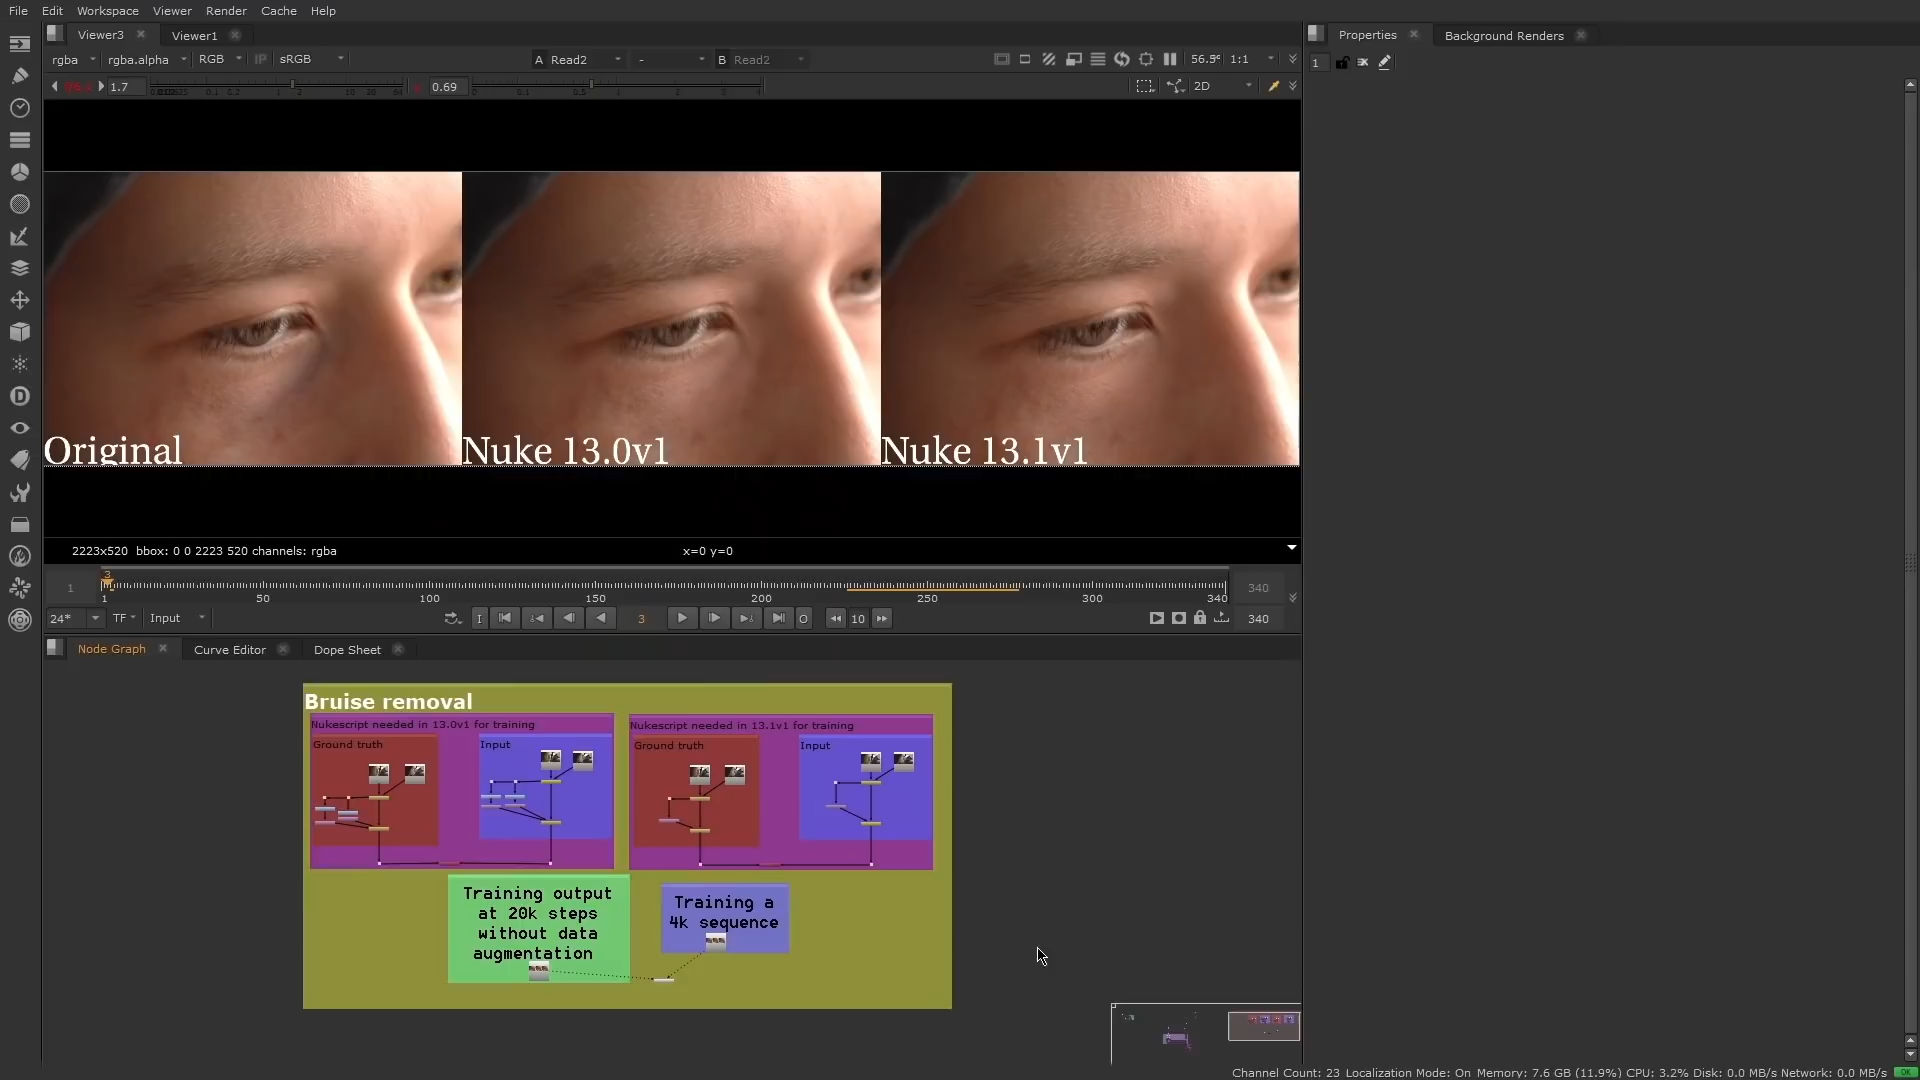 File Edit Workspace Viewer Render Cache Help
Viewer3 Viewer1
rgba rgba.alpha RGB IP sRGB A Read2 - B Read2 56.5% 1:1
1.7 0.69 2D
Original Nuke 13.0v1 Nuke 13.1v1
2223x520 bbox: 0 0 2223 520 channels: rgba x=0 y=0
3
1 340
1 50 100 150 200 250 300 340
24* TF Input I 3 O 10 340
Node Graph Curve Editor Dope Sheet
Bruise removal
Nukescript needed in 13.0v1 for training
Ground truth
Input
Nukescript needed in 13.1v1 for training
Ground truth
Input
Training output
at 20k steps
without data
augmentation
Training a
4k sequence
Properties Background Renders
1
Channel Count: 23 Localization Mode: On Memory: 7.6 GB (11.9%) CPU: 3.2% Disk: 0.0 MB/s Network: 0.0 MB/s OK